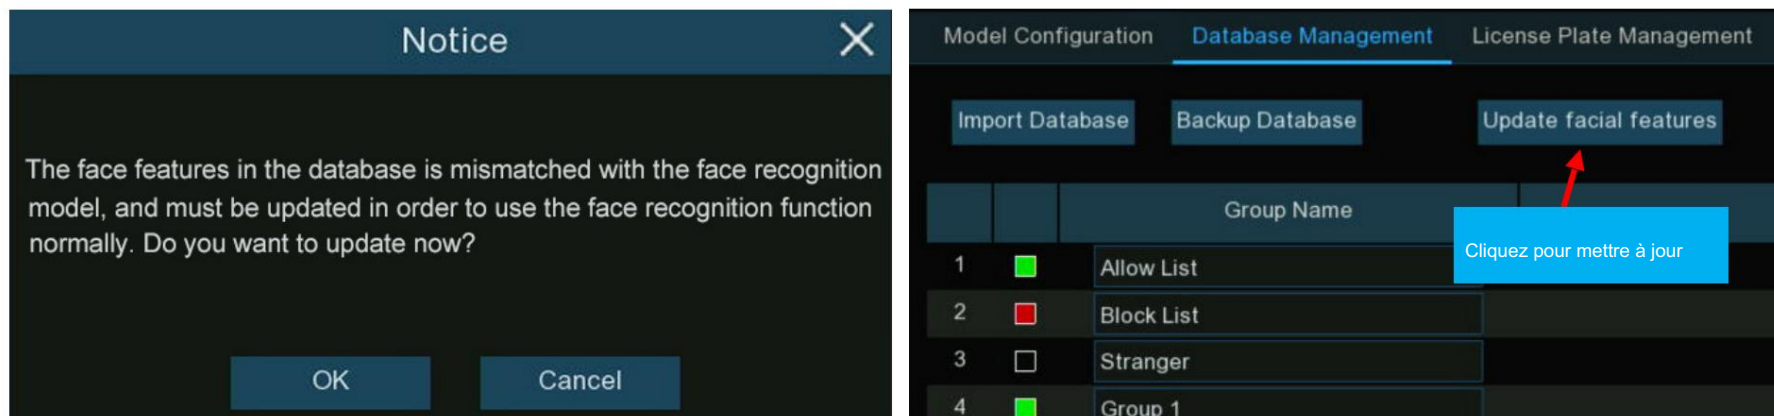 Notice
The face features in the database is mismatched with the face recognition
model, and must be updated in order to use the face recognition function
normally. Do you want to update now?
OK
Cancel
Model Configuration
Database Management
License Plate Management
Import Database
Backup Database
Update facial features
Group Name
Cliquez pour mettre à jour
1
Allow List
2
Block List
3
Stranger
4
Group 1